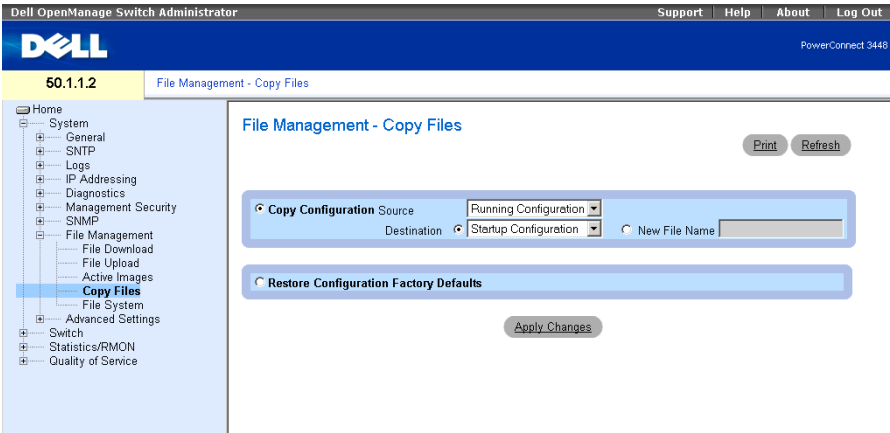 Dell OpenManage Switch Administrator Support Help About Log Out
DELL
PowerConnect 3448
50.1.1.2 File Management - Copy Files
Home
System
General
SNTP
Logs
IP Addressing
Diagnostics
Management Security
SNMP
File Management
File Download
File Upload
Active Images
Copy Files
File System
Advanced Settings
Switch
Statistics/RMON
Quality of Service
File Management - Copy Files
Print Refresh
Copy Configuration Source Running Configuration
Destination Startup Configuration New File Name
Restore Configuration Factory Defaults
Apply Changes